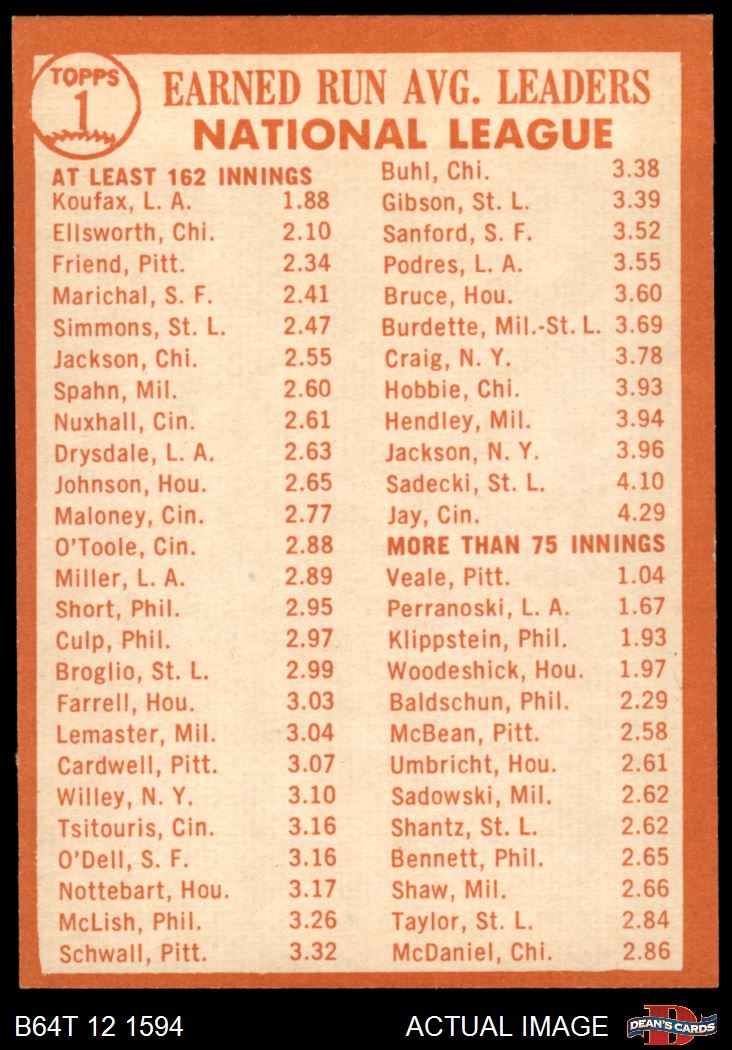 TOPPS
1
EARNED RUN AVG. LEADERS
NATIONAL LEAGUE
AT LEAST 162 INNINGS
Koufax, L. A. 1.88
Ellsworth, Chi. 2.10
Friend, Pitt. 2.34
Marichal, S. F. 2.41
Simmons, St. L. 2.47
Jackson, Chi. 2.55
Spahn, Mil. 2.60
Nuxhall, Cin. 2.61
Drysdale, L. A. 2.63
Johnson, Hou. 2.65
Maloney, Cin. 2.77
O'Toole, Cin. 2.88
Miller, L. A. 2.89
Short, Phil. 2.95
Culp, Phil. 2.97
Broglio, St. L. 2.99
Farrell, Hou. 3.03
Lemaster, Mil. 3.04
Cardwell, Pitt. 3.07
Willey, N. Y. 3.10
Tsitouris, Cin. 3.16
O'Dell, S. F. 3.16
Nottebart, Hou. 3.17
McLish, Phil. 3.26
Schwall, Pitt. 3.32
Buhl, Chi. 3.38
Gibson, St. L. 3.39
Sanford, S. F. 3.52
Podres, L. A. 3.55
Bruce, Hou. 3.60
Burdette, Mil.-St. L. 3.69
Craig, N. Y. 3.78
Hobbie, Chi. 3.93
Hendley, Mil. 3.94
Jackson, N. Y. 3.96
Sadecki, St. L. 4.10
Jay, Cin. 4.29
MORE THAN 75 INNINGS
Veale, Pitt. 1.04
Perranoski, L. A. 1.67
Klippstein, Phil. 1.93
Woodeshick, Hou. 1.97
Baldschun, Phil. 2.29
McBean, Pitt. 2.58
Umbricht, Hou. 2.61
Sadowski, Mil. 2.62
Shantz, St. L. 2.62
Bennett, Phil. 2.65
Shaw, Mil. 2.66
Taylor, St. L. 2.84
McDaniel, Chi. 2.86
B64T 12 1594
ACTUAL IMAGE
D
DEAN'S CARDS